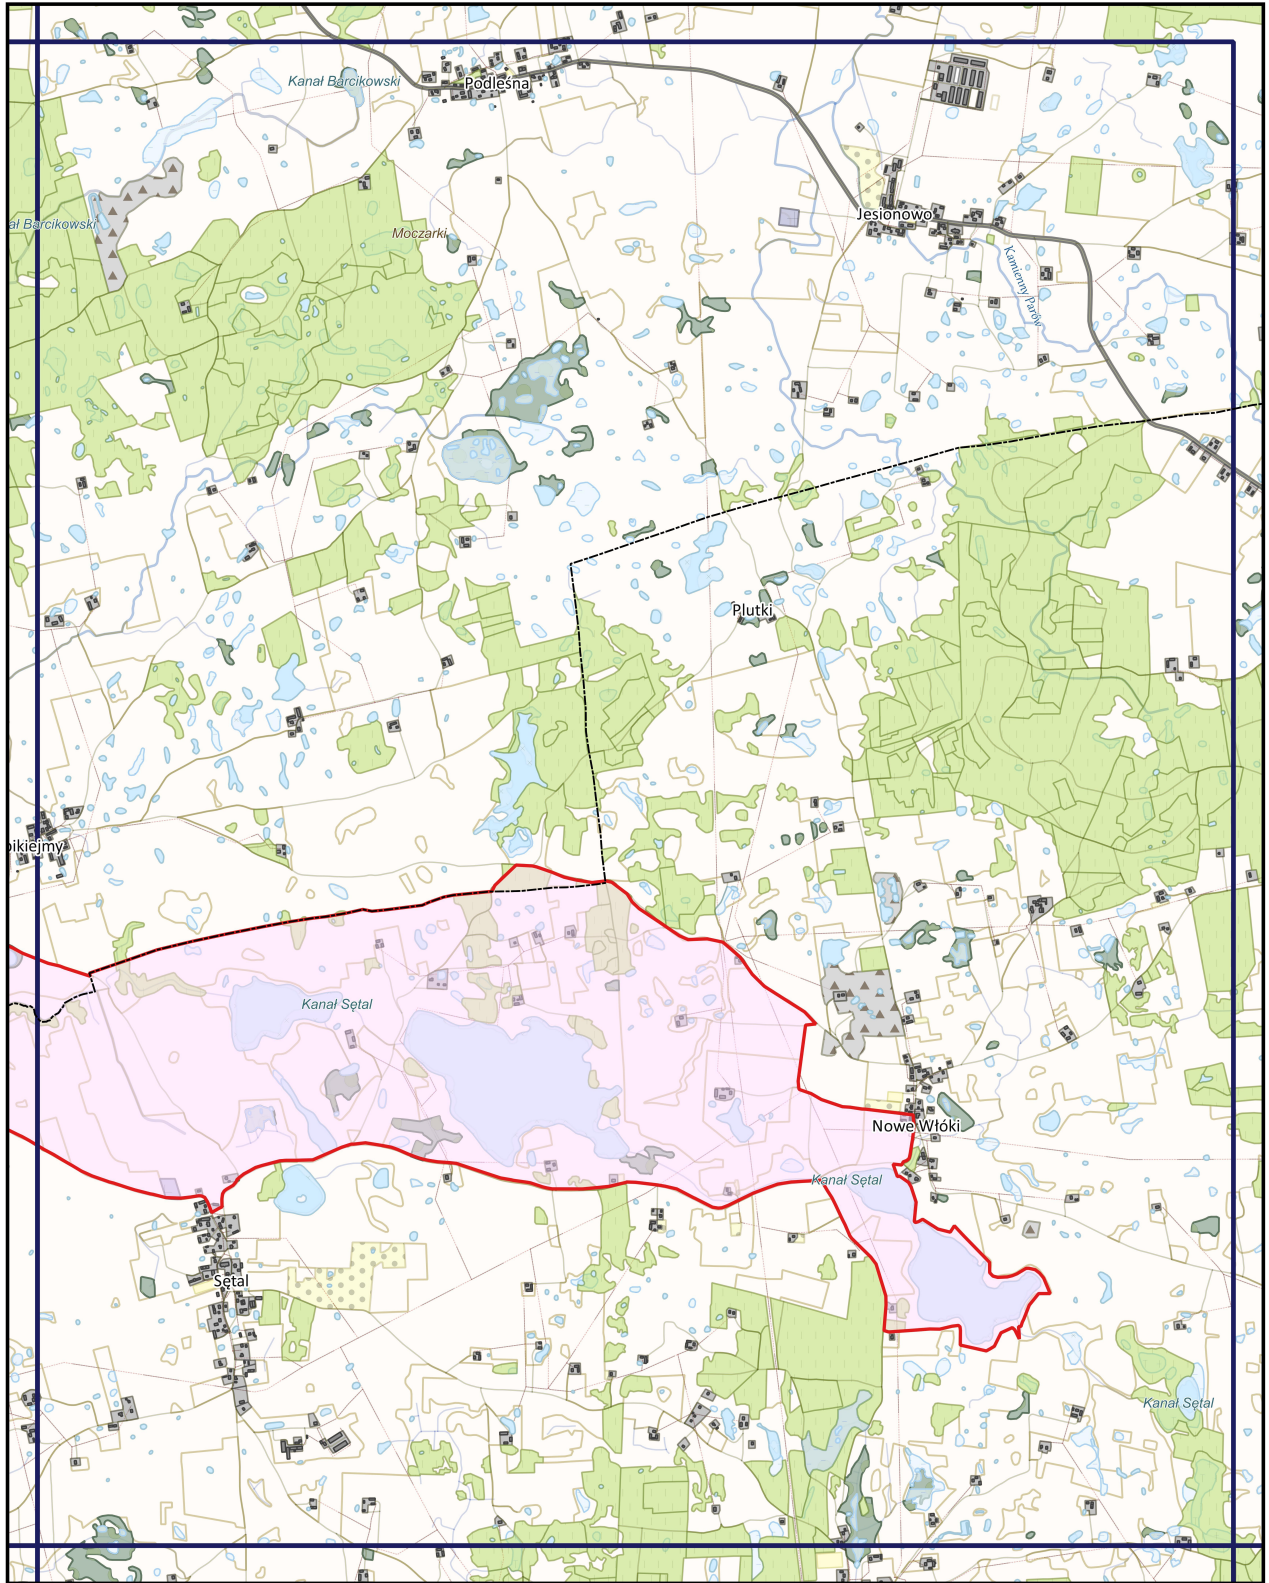 Kanał Barcikowski
Podleśna
Jesionowo
ał Barcikowski
Moczarki
Kamienny Parów
Plutki
pikiejmy
Kanał Sętal
Nowe Włóki
Kanał Sętal
Sętal
Kanał Sętal